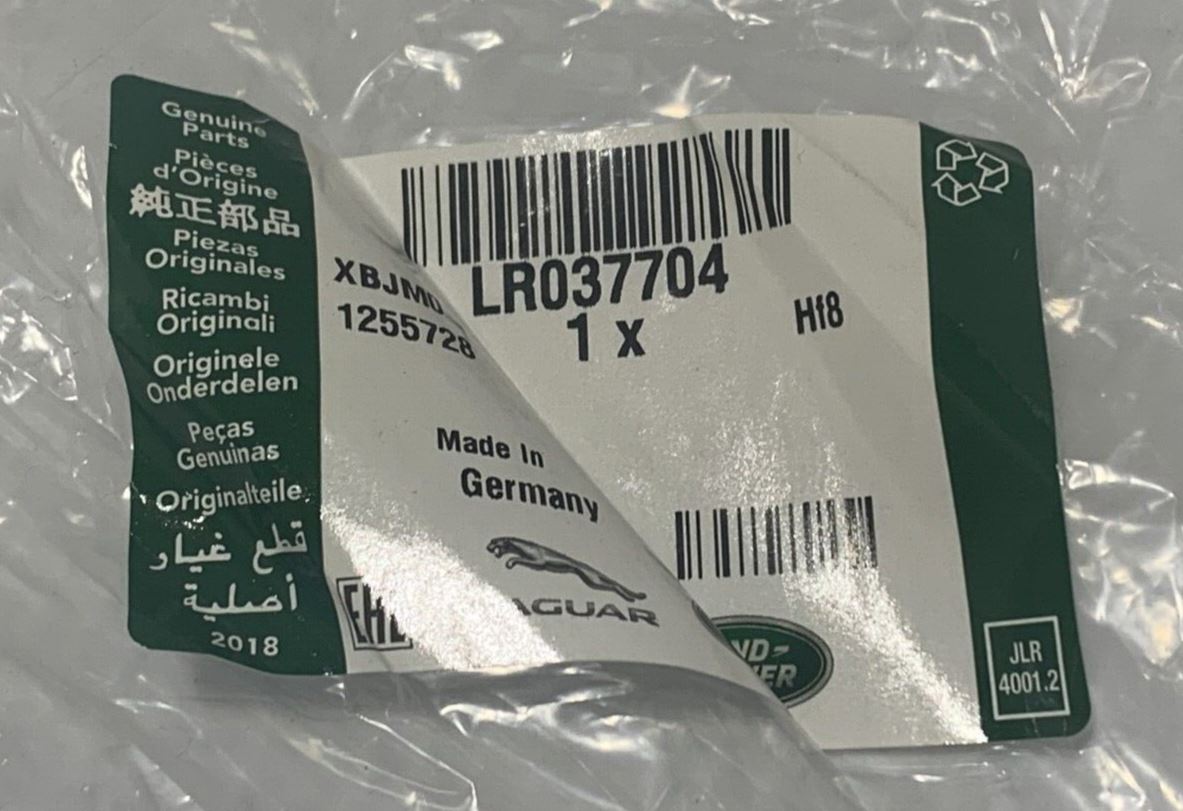 Genuine
Parts
Pièces
d'Origine
純正部品
Piezas
Originales
Ricambi
Originali
Originele
Onderdelen
Peças
Genuinas
Originalteile
قطع غيار
أصلية
2018
LR037704
1 x
Hf8
1255728
Made In
Germany
JLR
4001.2